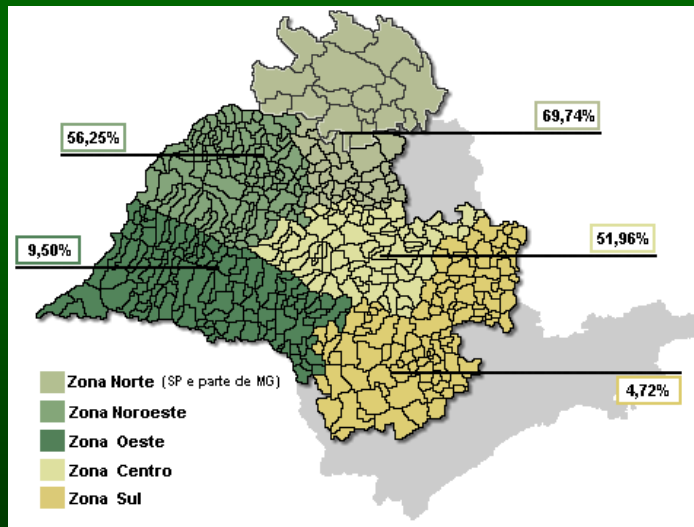 69,74%
56,25%
51,96%
9,50%
4,72%
Zona Norte (SP e parte de MG)
Zona Noroeste
Zona Oeste
Zona Centro
Zona Sul